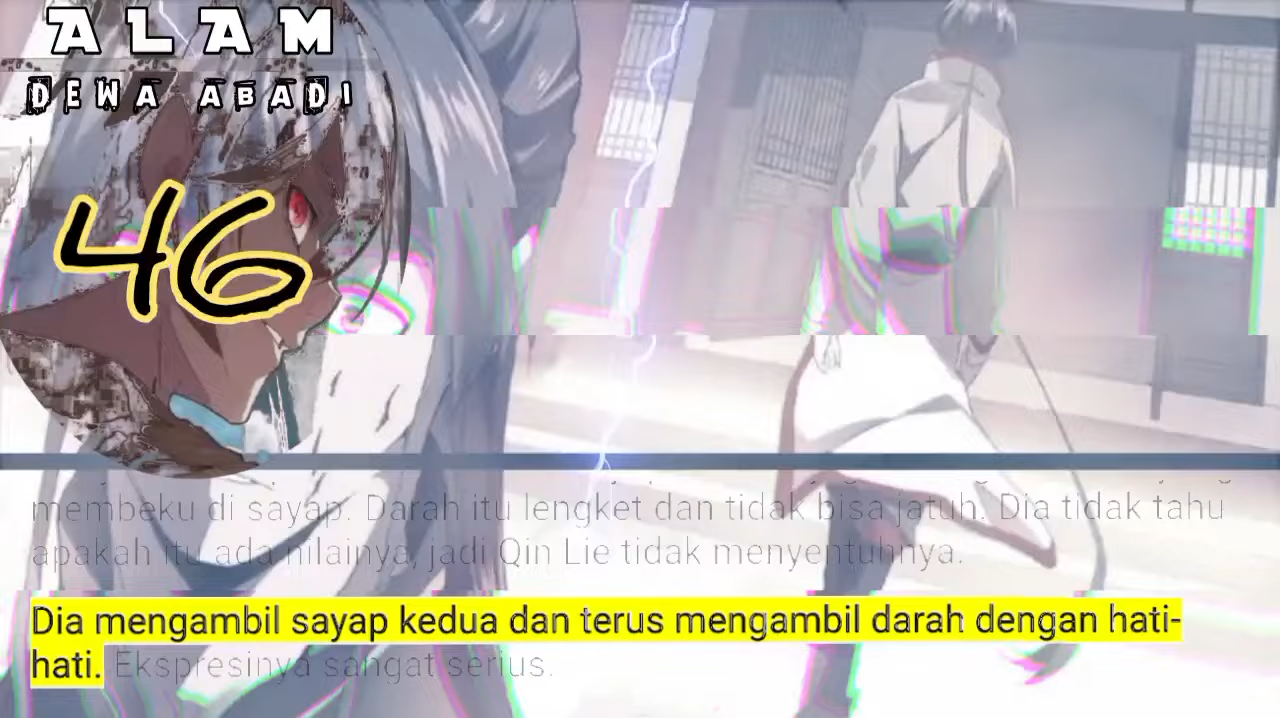 ALAM
DEWA ABADI
46
membeku di sayap. Darah itu lengket dan tidak bisa jatuh. Dia tidak tahu
apakah itu ada nilainya, jadi Qin Lie tidak menyentuhnya.
Dia mengambil sayap kedua dan terus mengambil darah dengan hati-
hati. Ekspresinya sangat serius.